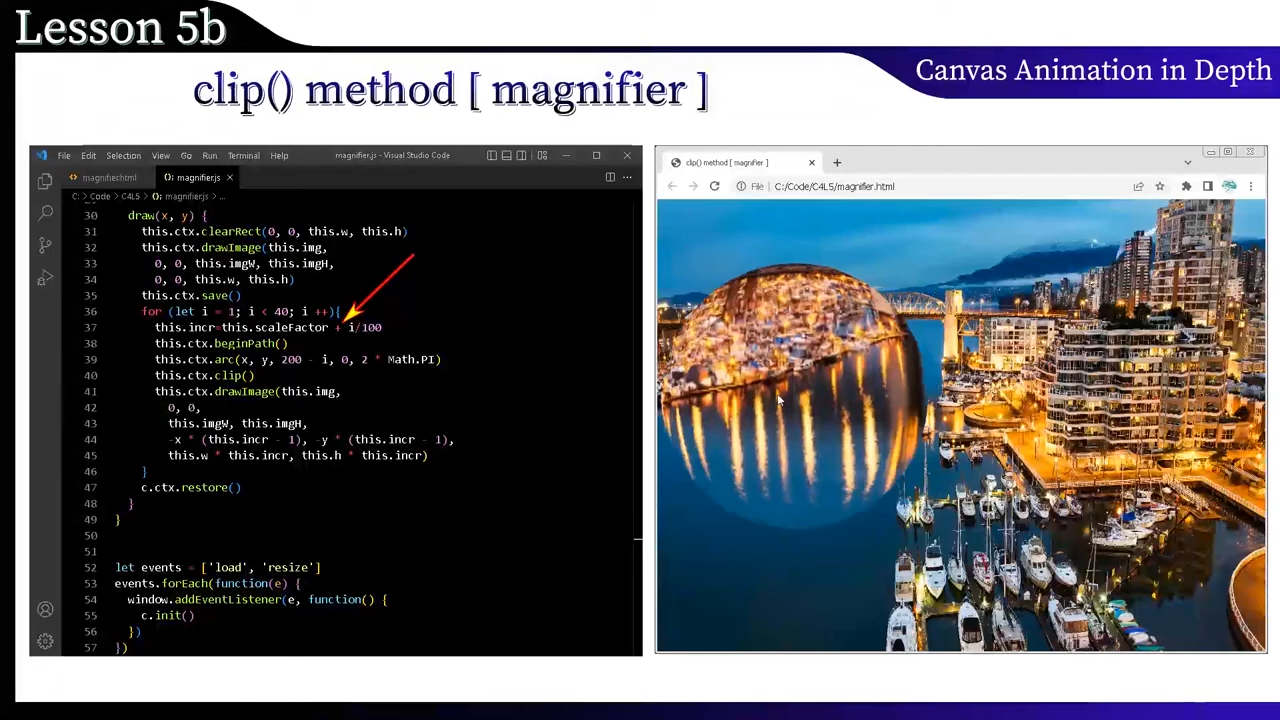 Lesson 5b
Canvas Animation in Depth
clip() method [ magnifier ]
File Edit Selection View Go Run Terminal Help magnifier.js - Visual Studio Code
magnifier.html magnifier.js
C: > Code > C4L5 > magnifier.js > ...
30 draw(x, y) {
31 this.ctx.clearRect(0, 0, this.w, this.h)
32 this.ctx.drawImage(this.img,
33 0, 0, this.imgW, this.imgH,
34 0, 0, this.w, this.h)
35 this.ctx.save()
36 for (let i = 1; i < 40; i ++){
37 this.incr=this.scaleFactor + i/100
38 this.ctx.beginPath()
39 this.ctx.arc(x, y, 200 - i, 0, 2 * Math.PI)
40 this.ctx.clip()
41 this.ctx.drawImage(this.img,
42 0, 0,
43 this.imgW, this.imgH,
44 -x * (this.incr - 1), -y * (this.incr - 1),
45 this.w * this.incr, this.h * this.incr)
46 }
47 c.ctx.restore()
48 }
49 }
50
51
52 let events = ['load', 'resize']
53 events.forEach(function(e) {
54 window.addEventListener(e, function() {
55 c.init()
56 })
57 })
clip() method [ magnifier ]
File C:/Code/C4L5/magnifier.html